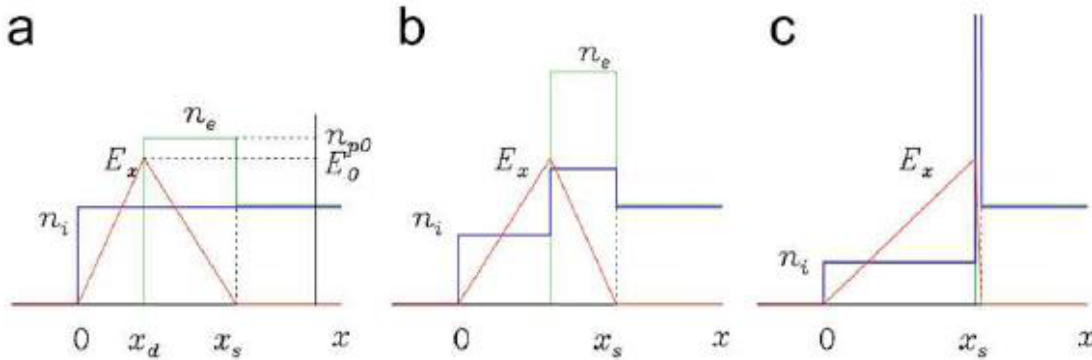 a
n_e
n_{p0}
E_x
E_0
n_i
0
x_d
x_s
x
b
n_e
E_x
n_i
0
x_s
x
c
E_x
n_i
0
x_s
x